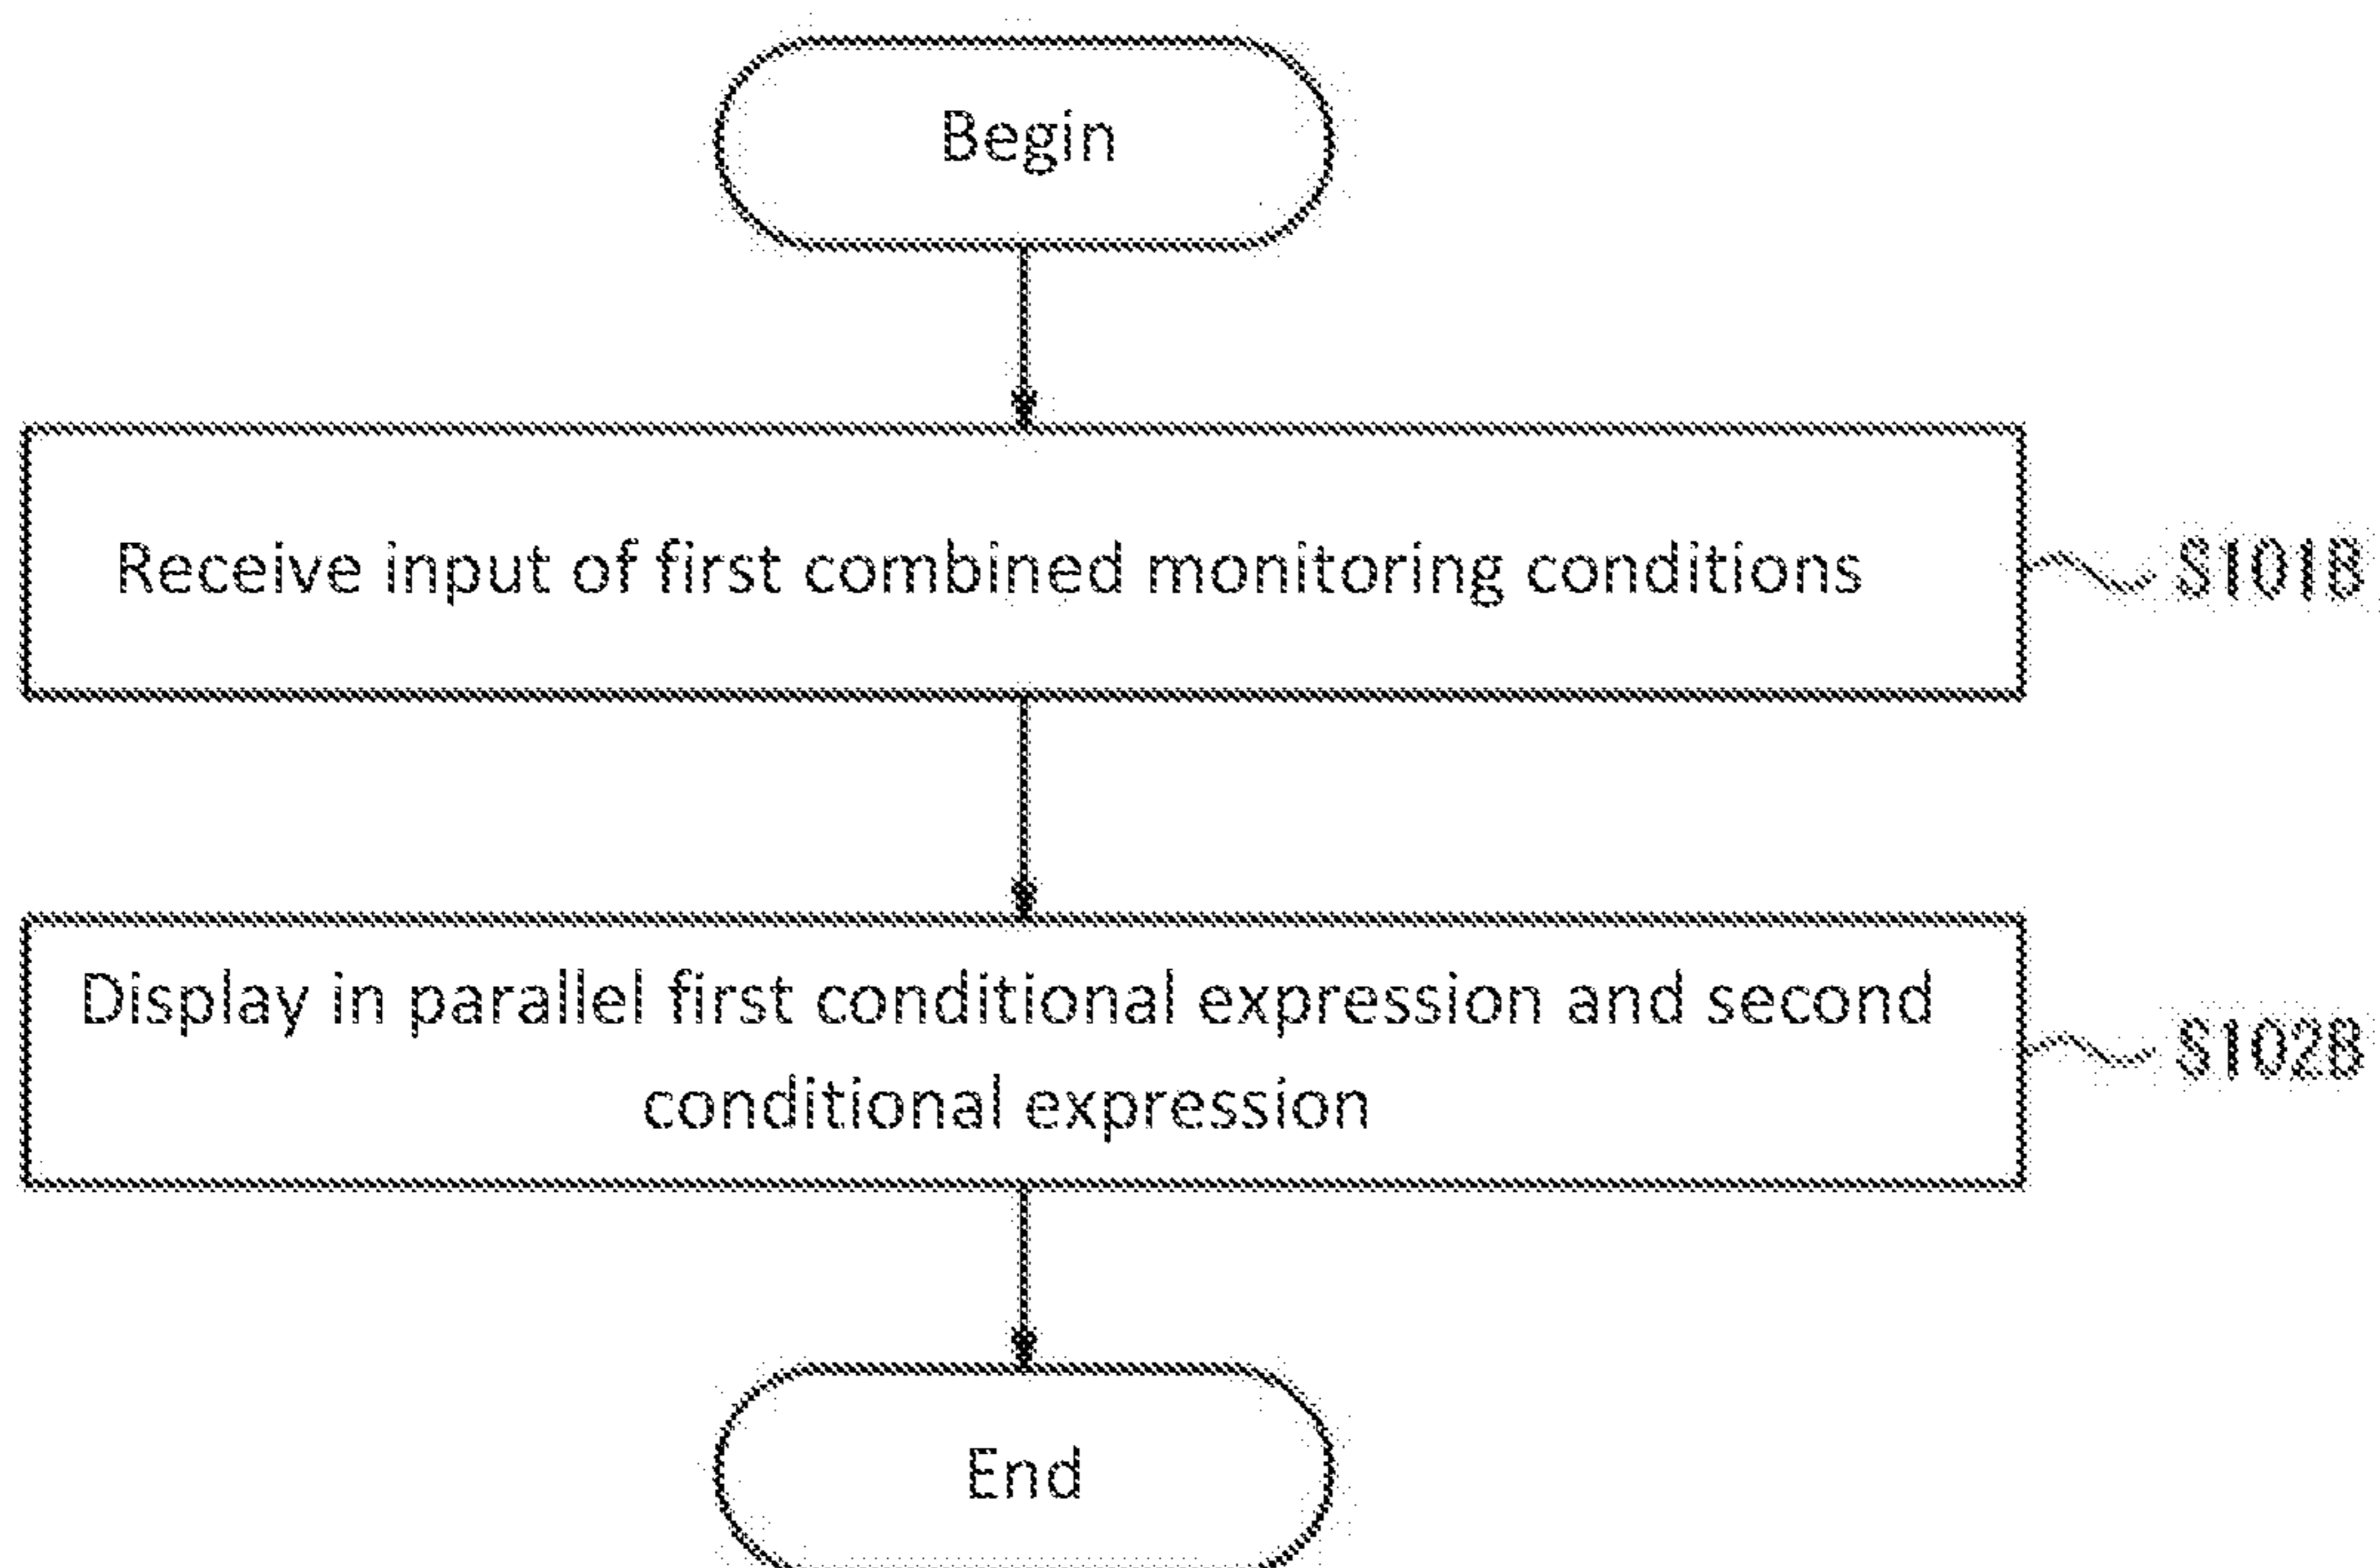 Begin
Receive input of first combined monitoring conditions
S101B
Display in parallel first conditional expression and second
conditional expression
S102B
End